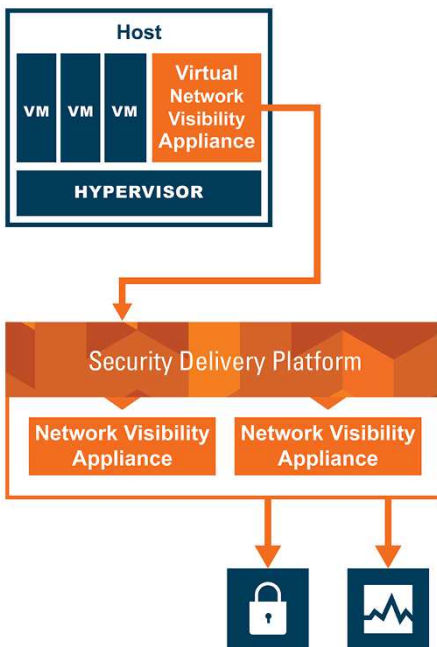 Host
VM VM VM
Virtual
Network
Visibility
Appliance
HYPERVISOR
Security Delivery Platform
Network Visibility
Appliance
Network Visibility
Appliance